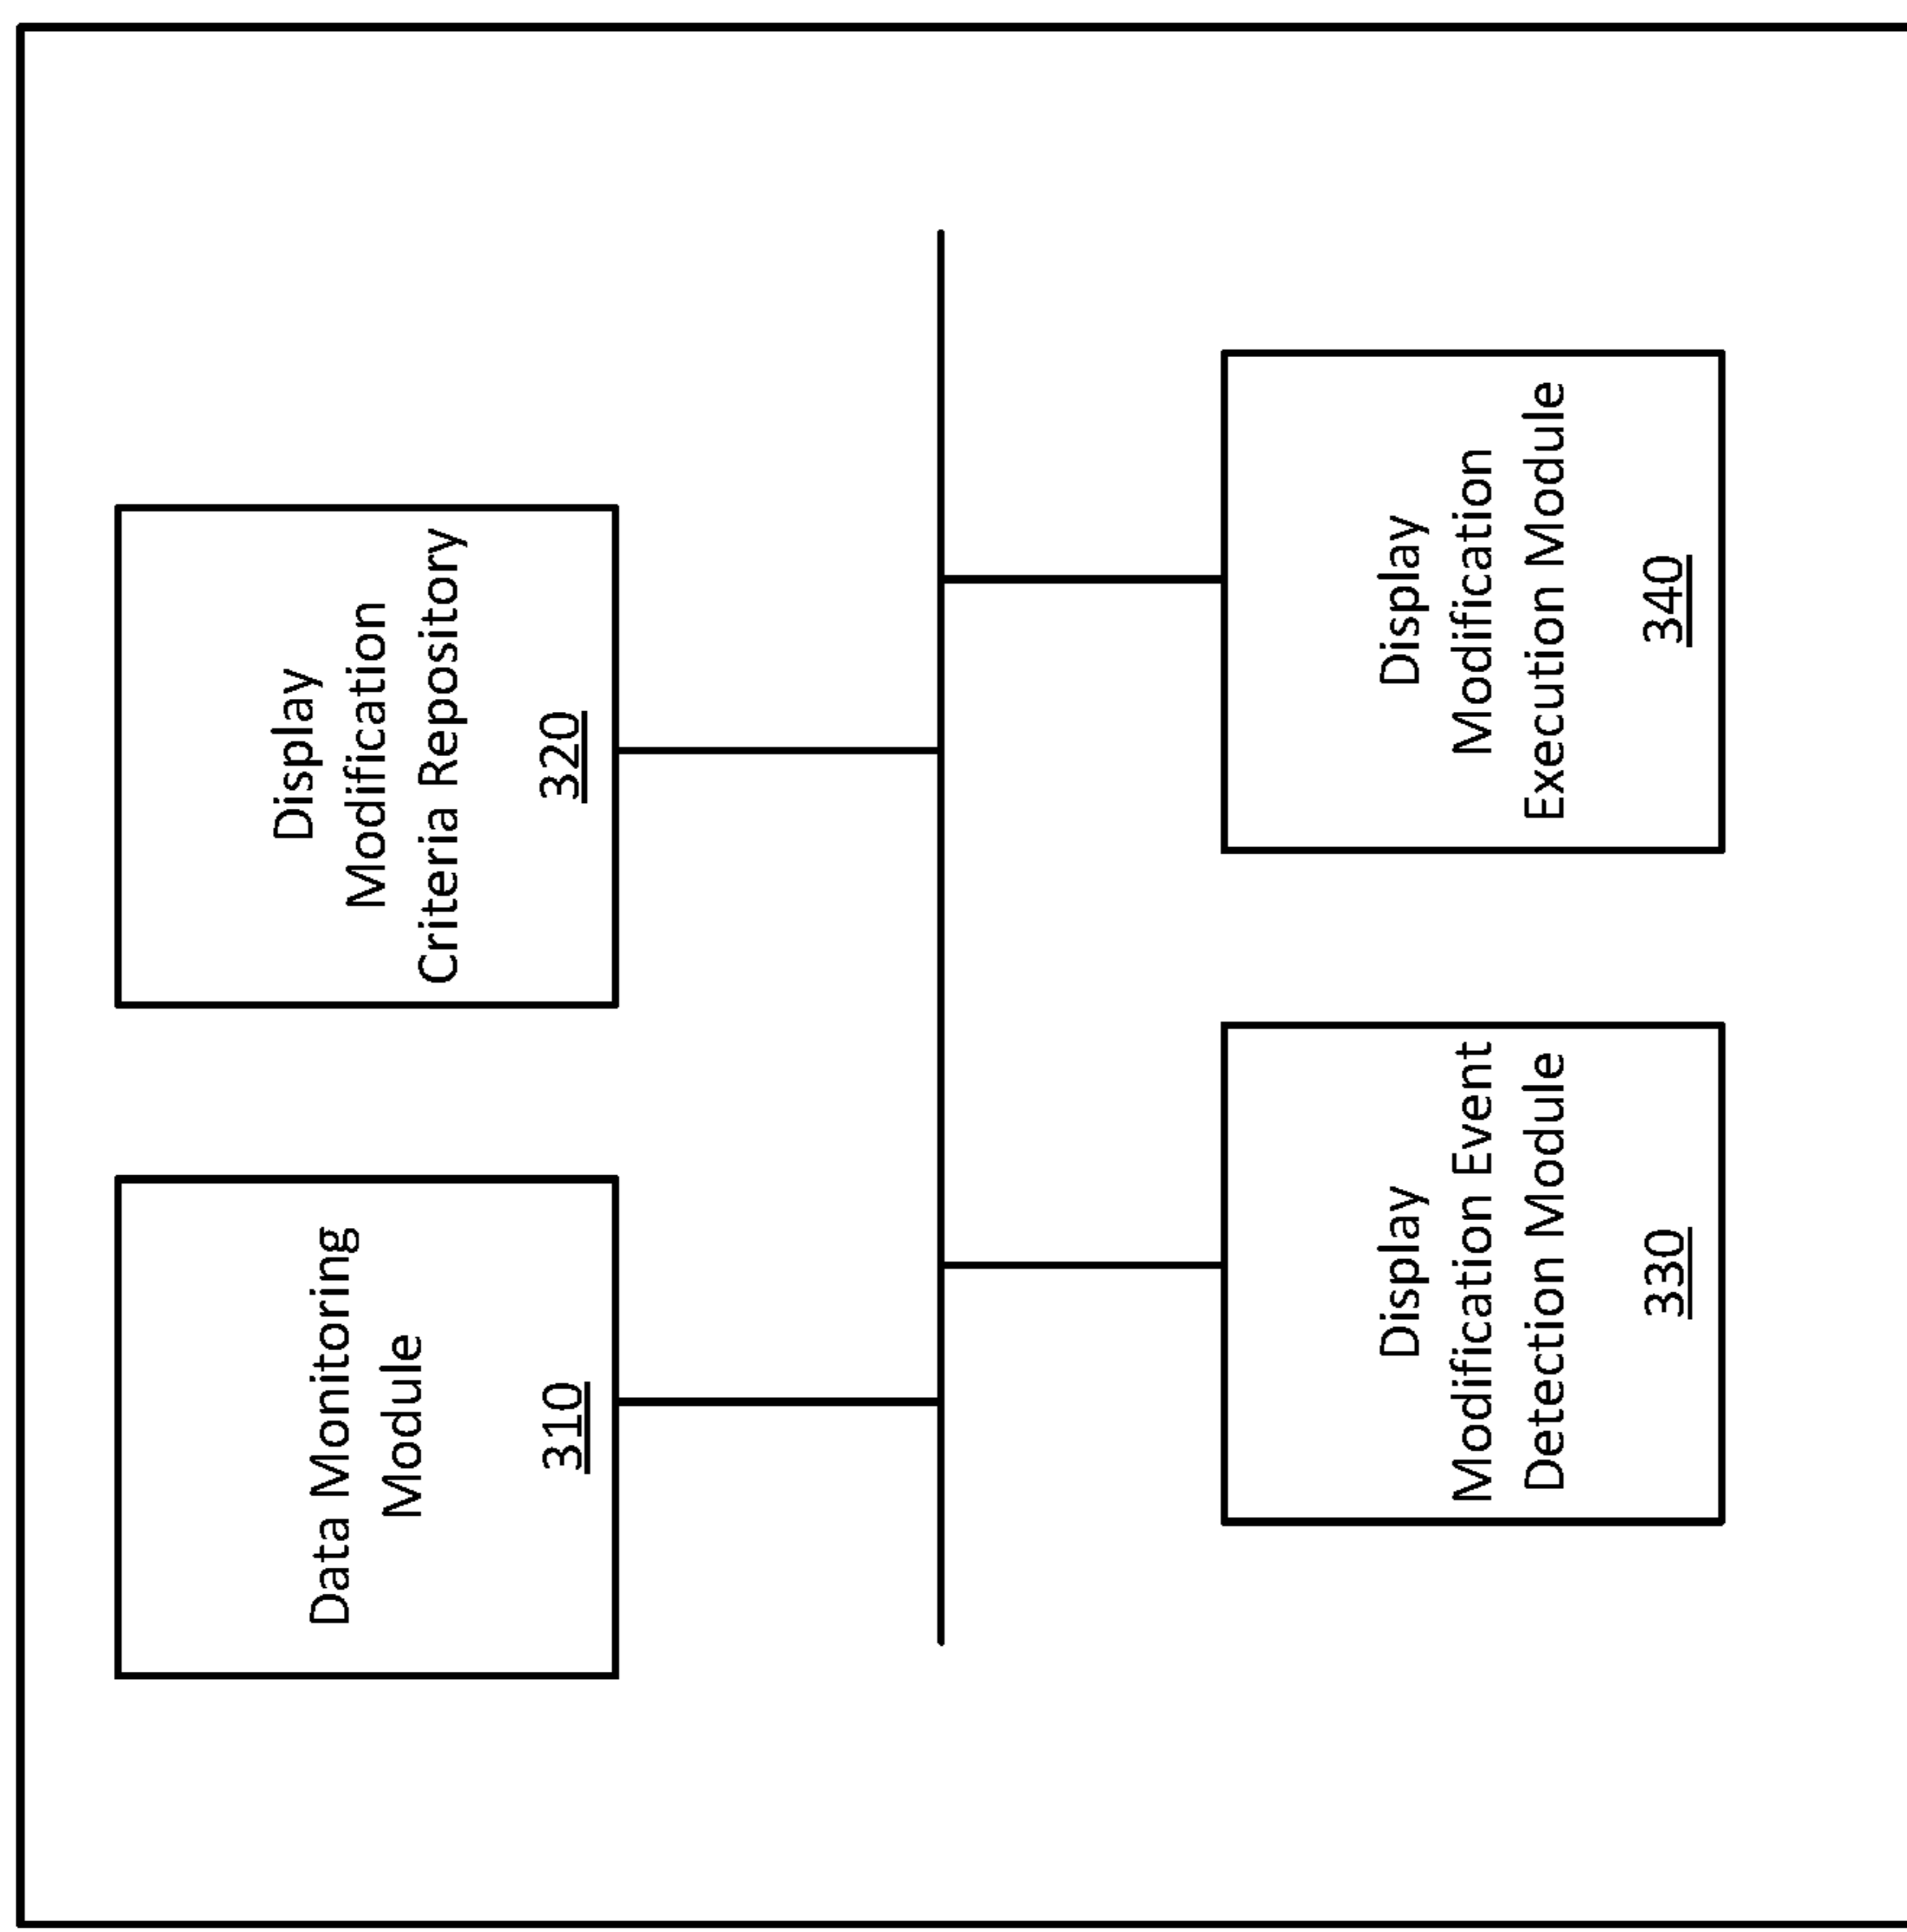 Data Monitoring
Module
310
Display
Modification
Criteria Repository
320
Display
Modification Event
Detection Module
330
Display
Modification
Execution Module
340